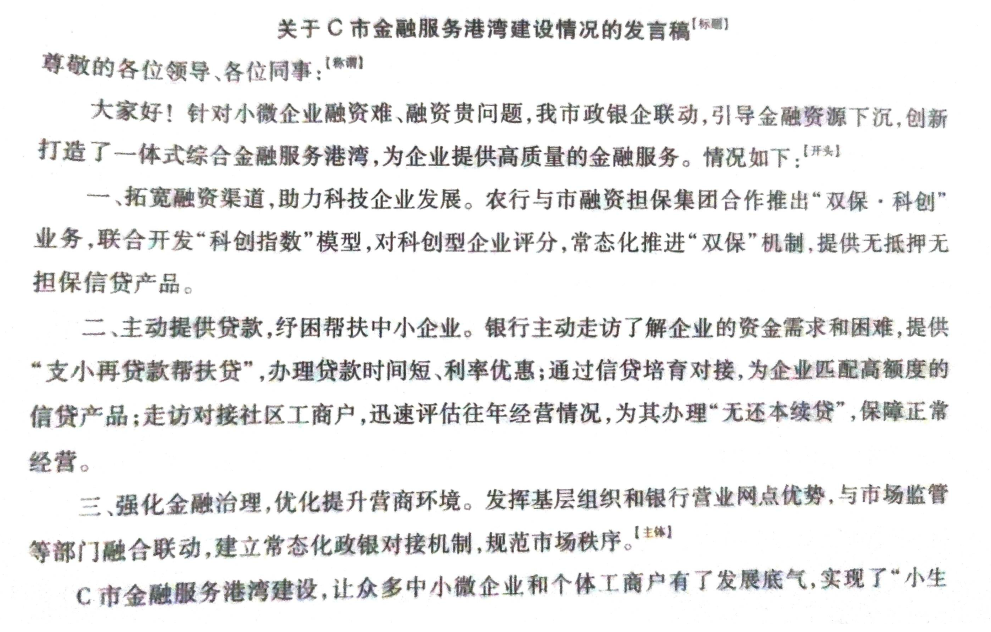 关于C市金融服务港湾建设情况的发言稿【标题】
尊敬的各位领导、各位同事:【称谓】
大家好！针对小微企业融资难、融资贵问题,我市政银企联动,引导金融资源下沉,创新
打造了一体式综合金融服务港湾,为企业提供高质量的金融服务。情况如下:【开头】
一、拓宽融资渠道,助力科技企业发展。农行与市融资担保集团合作推出“双保·科创”
业务,联合开发“科创指数”模型,对科创型企业评分,常态化推进“双保”机制,提供无抵押无
担保信贷产品。
二、主动提供贷款,纾困帮扶中小企业。银行主动走访了解企业的资金需求和困难,提供
“支小再贷款帮扶贷”,办理贷款时间短、利率优惠;通过信贷培育对接,为企业匹配高额度的
信贷产品;走访对接社区工商户,迅速评估往年经营情况,为其办理“无还本续贷”,保障正常
经营。
三、强化金融治理,优化提升营商环境。发挥基层组织和银行营业网点优势,与市场监管
等部门融合联动,建立常态化政银对接机制,规范市场秩序。【主体】
C市金融服务港湾建设,让众多中小微企业和个体工商户有了发展底气,实现了“小生